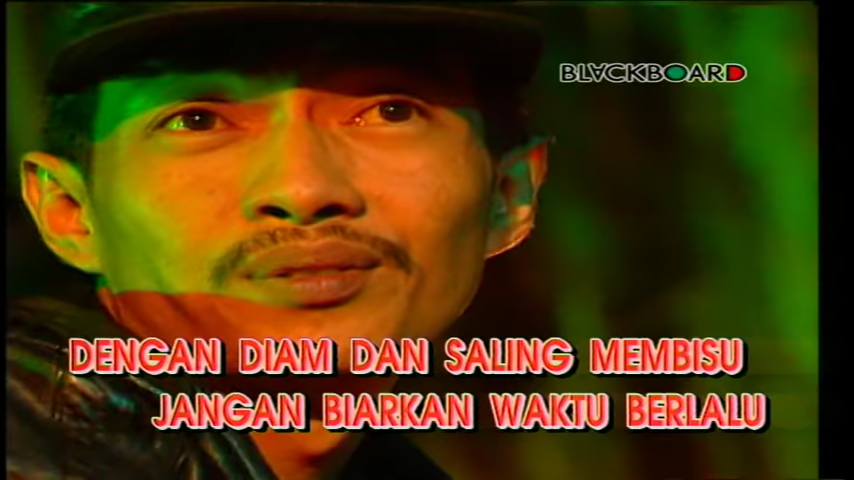 BLACKBOARD
DENGAN DIAM DAN SALING MEMBISU
JANGAN BIARKAN WAKTU BERLALU